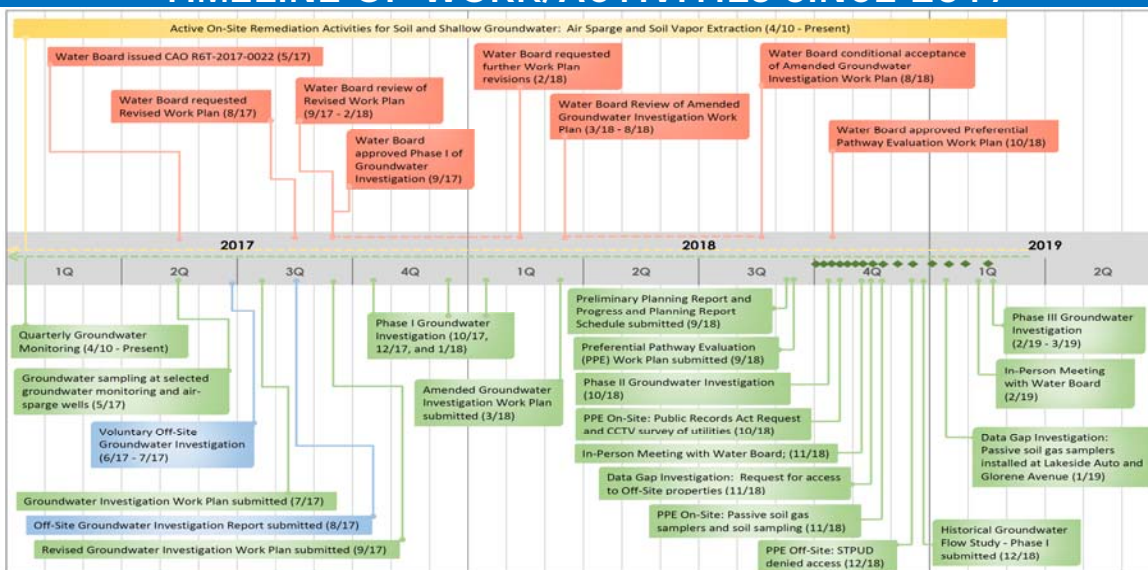 TIMELINE OF WORK/ACTIVITIES SINCE 2017
Active On-Site Remediation Activities for Soil and Shallow Groundwater: Air Sparge and Soil Vapor Extraction (4/10 - Present)
Water Board issued CAO R6T-2017-0022 (5/17)
Water Board requested
Revised Work Plan (8/17)
Water Board review of
Revised Work Plan
(9/17 - 2/18)
Water Board
approved Phase I of
Groundwater
Investigation (9/17)
Water Board requested
further Work Plan
revisions (2/18)
Water Board Review of Amended
Groundwater Investigation Work
Plan (3/18 - 8/18)
Water Board conditional acceptance
of Amended Groundwater
Investigation Work Plan (8/18)
Water Board approved Preferential
Pathway Evaluation Work Plan (10/18)
2017 2018 2019
1Q 2Q 3Q 4Q 1Q 2Q 3Q 4Q 1Q 2Q
Quarterly Groundwater
Monitoring (4/10 - Present)
Groundwater sampling at selected
groundwater monitoring and air-
sparge wells (5/17)
Voluntary Off-Site
Groundwater Investigation
(6/17 - 7/17)
Groundwater Investigation Work Plan submitted (7/17)
Off-Site Groundwater Investigation Report submitted (8/17)
Revised Groundwater Investigation Work Plan submitted (9/17)
Phase I Groundwater
Investigation (10/17,
12/17, and 1/18)
Amended Groundwater
Investigation Work Plan
submitted (3/18)
Preliminary Planning Report and
Progress and Planning Report
Schedule submitted (9/18)
Preferential Pathway Evaluation
(PPE) Work Plan submitted (9/18)
Phase II Groundwater Investigation
(10/18)
PPE On-Site: Public Records Act Request
and CCTV survey of utilities (10/18)
In-Person Meeting with Water Board; (11/18)
Data Gap Investigation: Request for access
to Off-Site properties (11/18)
PPE On-Site: Passive soil gas
samplers and soil sampling (11/18)
PPE Off-Site: STPUD
denied access (12/18)
Historical Groundwater
Flow Study - Phase I
submitted (12/18)
Data Gap Investigation:
Passive soil gas samplers
installed at Lakeside Auto and
Glorene Avenue (1/19)
In-Person Meeting
with Water Board
(2/19)
Phase III Groundwater
Investigation
(2/19 - 3/19)